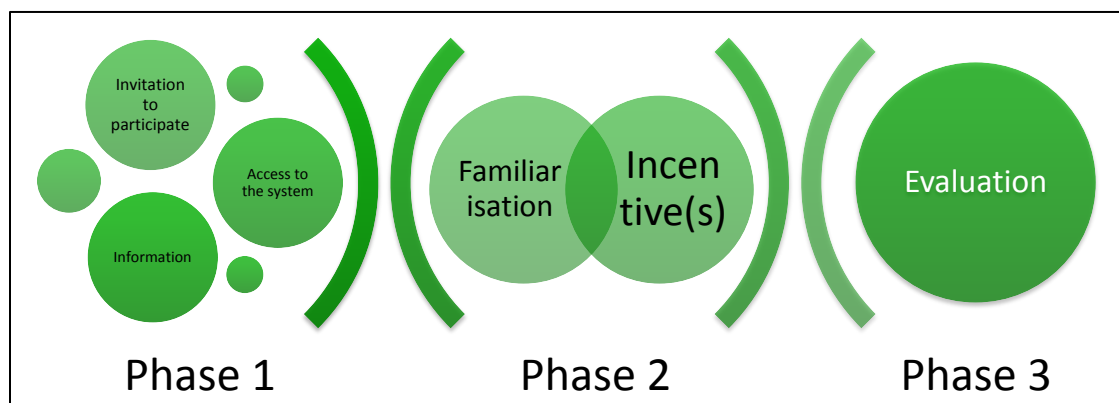 Invitation
to
participate
Access to
the system
Information
Familiar
isation
Incen
tive(s)
Evaluation
Phase 1
Phase 2
Phase 3